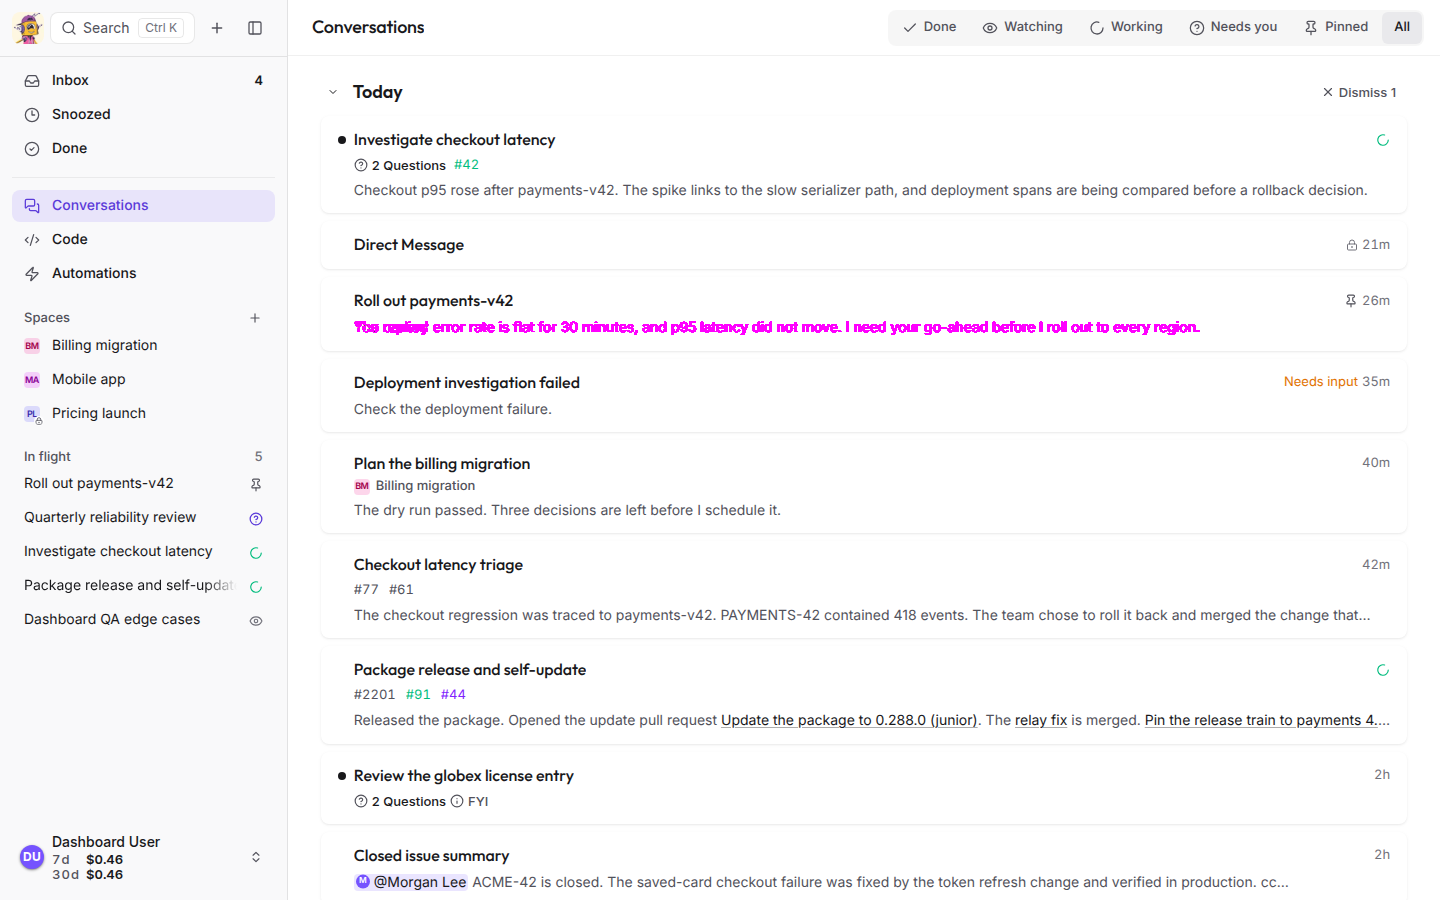 Search Ctrl K
Inbox 4
Snoozed
Done
Conversations
Code
Automations
Spaces
BM Billing migration
MA Mobile app
PL Pricing launch
In flight 5
Roll out payments-v42
Quarterly reliability review
Investigate checkout latency
Package release and self-update
Dashboard QA edge cases
DU Dashboard User
7d $0.46
30d $0.46
Conversations
Done Watching Working Needs you Pinned All
Today Dismiss 1
Investigate checkout latency
2 Questions #42
Checkout p95 rose after payments-v42. The spike links to the slow serializer path, and deployment spans are being compared before a rollback decision.
Direct Message 21m
Roll out payments-v42 26m
error rate is flat for 30 minutes, and p95 latency did not move. I need your go-ahead before I roll out to every region.
Deployment investigation failed Needs input 35m
Check the deployment failure.
Plan the billing migration 40m
BM Billing migration
The dry run passed. Three decisions are left before I schedule it.
Checkout latency triage 42m
#77 #61
The checkout regression was traced to payments-v42. PAYMENTS-42 contained 418 events. The team chose to roll it back and merged the change that...
Package release and self-update
#2201 #91 #44
Released the package. Opened the update pull request Update the package to 0.288.0 (junior). The relay fix is merged. Pin the release train to payments 4....
Review the globex license entry 2h
2 Questions FYI
Closed issue summary 2h
M @Morgan Lee ACME-42 is closed. The saved-card checkout failure was fixed by the token refresh change and verified in production. cc...